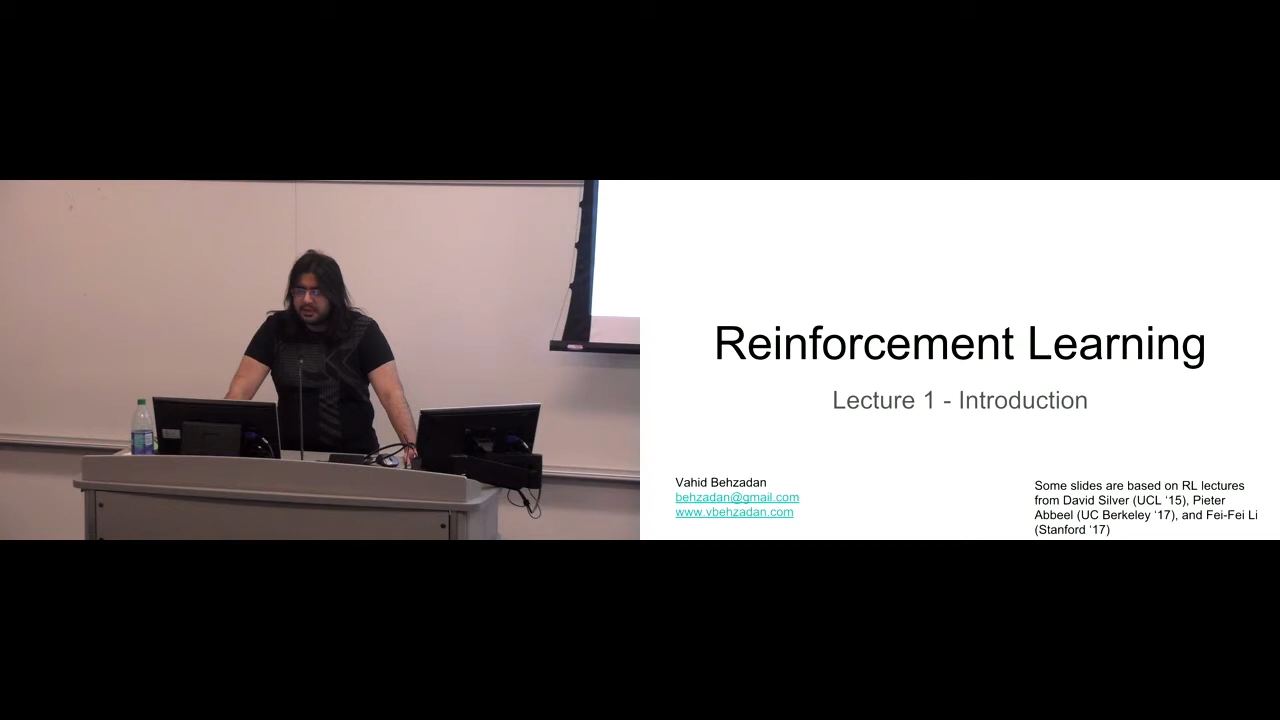 Reinforcement Learning
Lecture 1 - Introduction
Vahid Behzadan
behzadan@gmail.com
www.vbehzadan.com
Some slides are based on RL lectures
from David Silver (UCL ‘15), Pieter
Abbeel (UC Berkeley ‘17), and Fei-Fei Li
(Stanford ‘17)